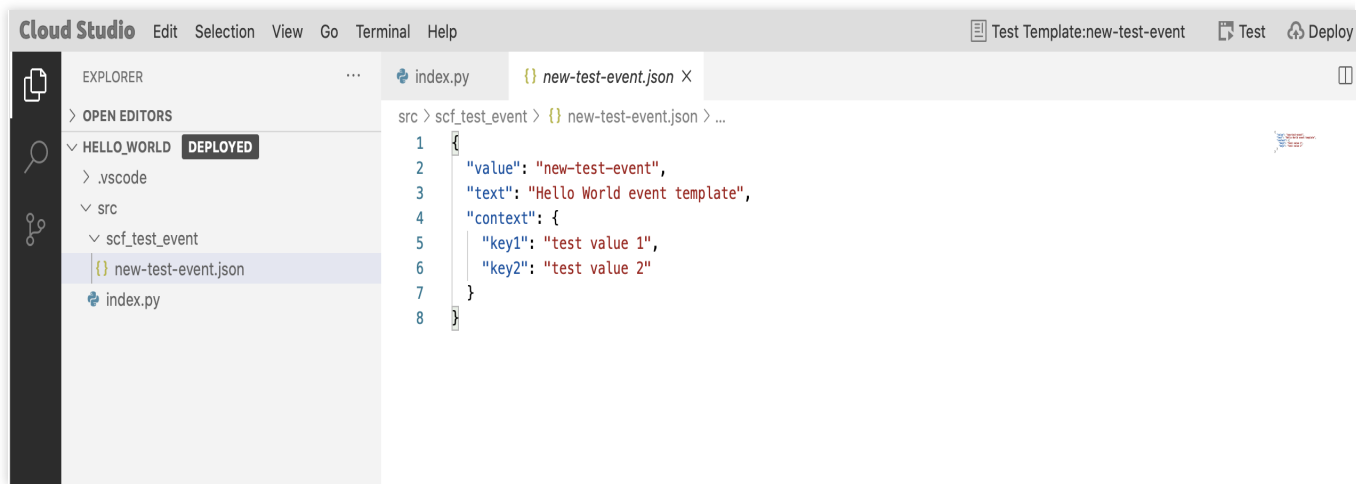 Cloud Studio Edit Selection View Go Terminal Help Test Template:new-test-event Test Deploy
EXPLORER ··· index.py {} new-test-event.json ×
> OPEN EDITORS
src > scf_test_event > {} new-test-event.json > ...
HELLO_WORLD DEPLOYED
> .vscode
src
scf_test_event
{} new-test-event.json
index.py
1 {
2 "value": "new-test-event",
3 "text": "Hello World event template",
4 "context": {
5 "key1": "test value 1",
6 "key2": "test value 2"
7 }
8 }